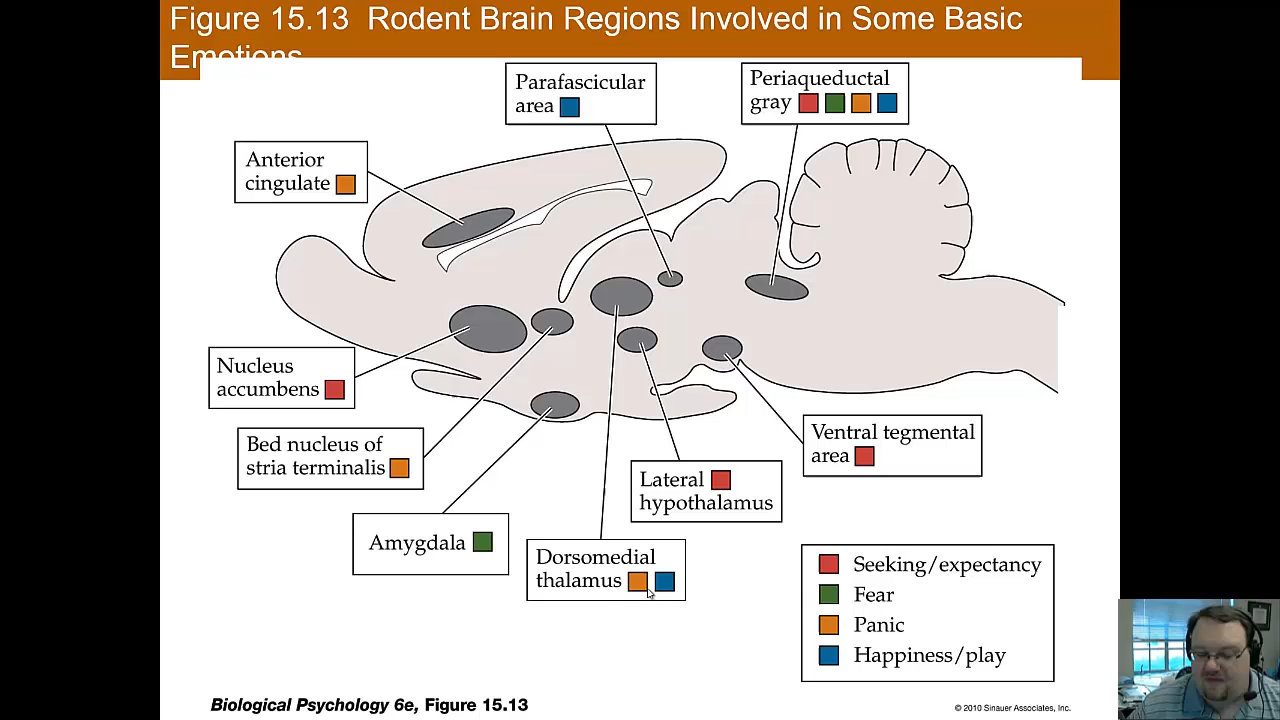 Figure 15.13 Rodent Brain Regions Involved in Some Basic
Emotions
Parafascicular
area
Periaqueductal
gray
Anterior
cingulate
Nucleus
accumbens
Bed nucleus of
stria terminalis
Amygdala
Dorsomedial
thalamus
Lateral
hypothalamus
Ventral tegmental
area
Seeking/expectancy
Fear
Panic
Happiness/play
Biological Psychology 6e, Figure 15.13
© 2010 Sinauer Associates, Inc.